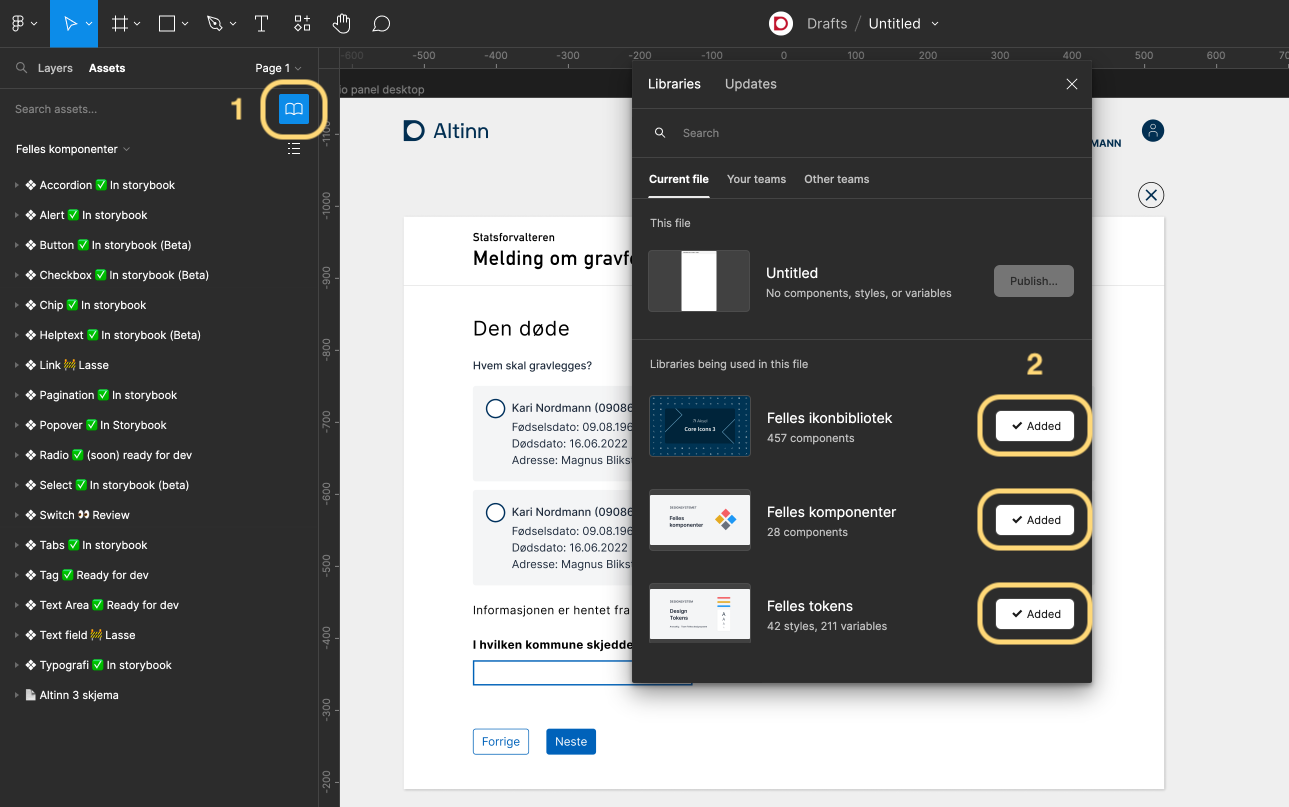 Drafts / Untitled
Layers
Assets
Page 1
Search assets...
1
Felles komponenter
Accordion ✅ In storybook
Alert ✅ In storybook
Button ✅ In storybook (Beta)
Checkbox ✅ In storybook (Beta)
Chip ✅ In storybook
Helptext ✅ In storybook (Beta)
Link 🚧 Lasse
Pagination ✅ In storybook
Popover ✅ In Storybook
Radio ✅ (soon) ready for dev
Select ✅ In storybook (beta)
Switch 👀 Review
Tabs ✅ In storybook
Tag ✅ Ready for dev
Text Area ✅ Ready for dev
Text field 🚧 Lasse
Typografi ✅ In storybook
Altinn 3 skjema
-600 -500 -400 -300 -200 -100 0 100 200 300 400 500 600 70
-1100
-1000
-900
-800
-700
-600
-500
-400
-300
-200
io panel desktop
Altinn
MANN
Statsforvalteren
Melding om gravfe
Den døde
Hvem skal gravlegges?
Kari Nordmann (09086
Fødselsdato: 09.08.196
Dødsdato: 16.06.2022
Adresse: Magnus Blikst
Kari Nordmann (09086
Fødselsdato: 09.08.196
Dødsdato: 16.06.2022
Adresse: Magnus Blikst
Informasjonen er hentet fra
I hvilken kommune skjedde
Forrige
Neste
Libraries
Updates
Search
Current file
Your teams
Other teams
This file
Untitled
No components, styles, or variables
Publish...
Libraries being used in this file
2
Core Icons 3
Felles ikonbibliotek
457 components
Added
Felles
komponenter
Felles komponenter
28 components
Added
Design
Tokens
Felles tokens
42 styles, 211 variables
Added